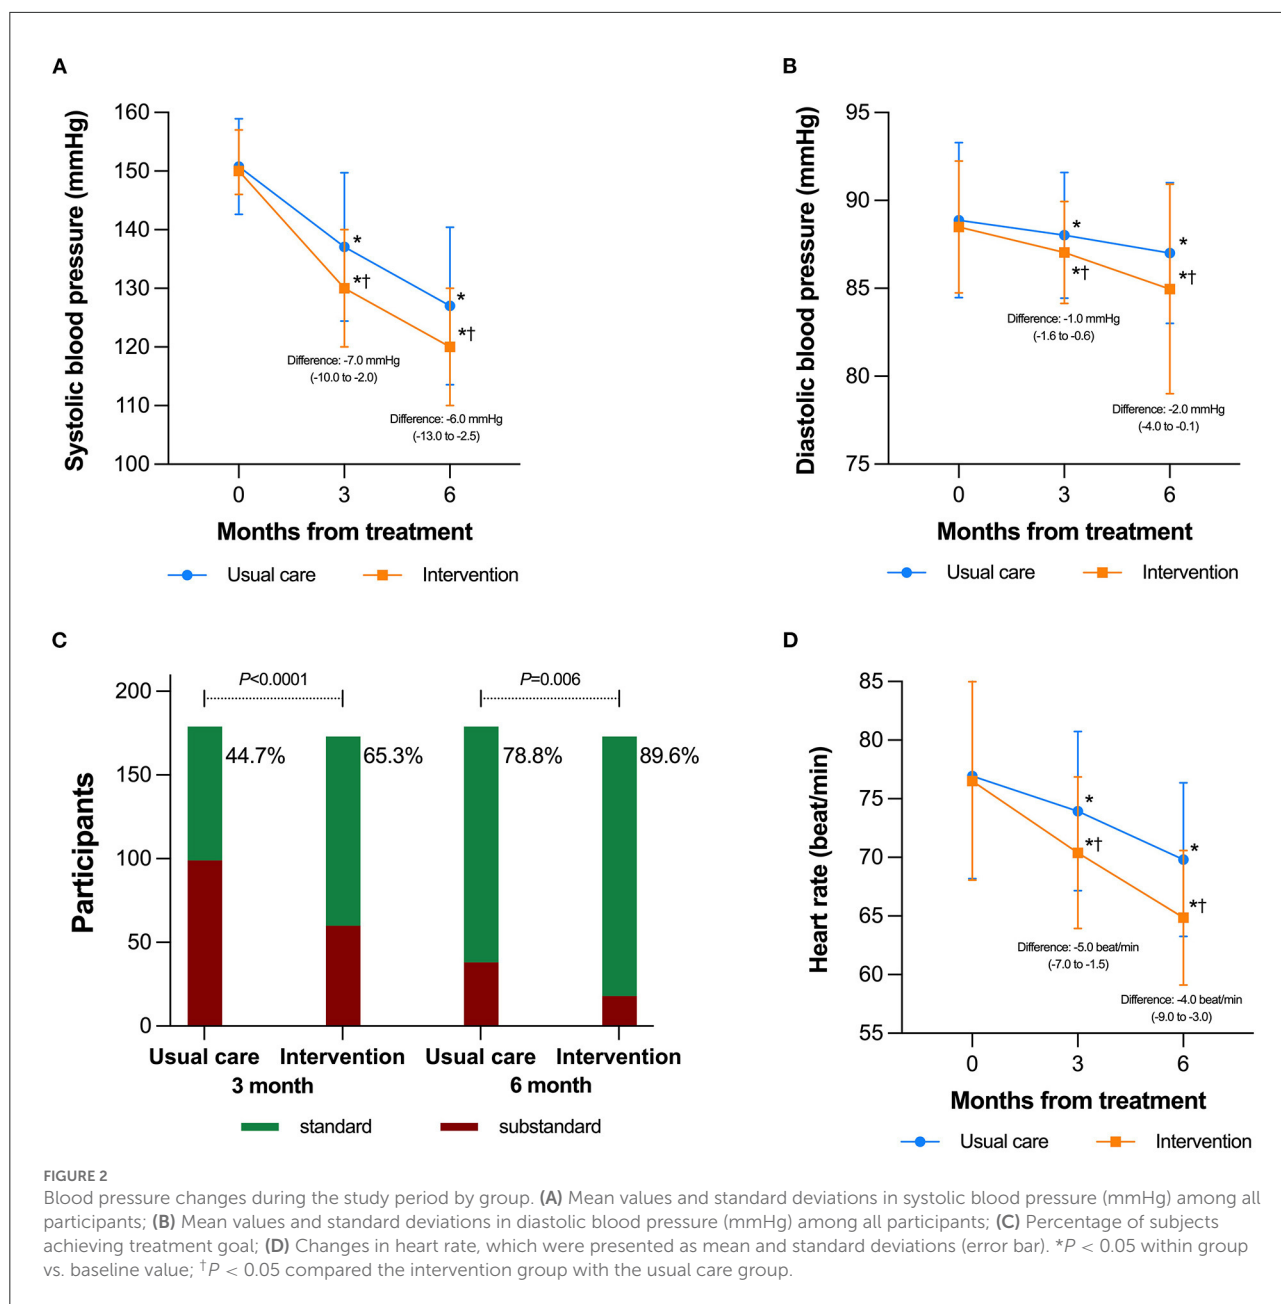 A
Systolic blood pressure (mmHg)
160
150
140
130
120
110
100
*
*†
*
*†
Difference: -7.0 mmHg
(-10.0 to -2.0)
Difference: -6.0 mmHg
(-13.0 to -2.5)
0 3 6
Months from treatment
Usual care Intervention
B
Diastolic blood pressure (mmHg)
95
90
85
80
75
*
*†
*
*†
Difference: -1.0 mmHg
(-1.6 to -0.6)
Difference: -2.0 mmHg
(-4.0 to -0.1)
0 3 6
Months from treatment
Usual care Intervention
C
Participants
200
150
100
50
0
P<0.0001
P=0.006
44.7% 65.3% 78.8% 89.6%
Usual care Intervention Usual care Intervention
3 month 6 month
standard substandard
D
Heart rate (beat/min)
85
80
75
70
65
60
55
*
*†
*
*†
Difference: -5.0 beat/min
(-7.0 to -1.5)
Difference: -4.0 beat/min
(-9.0 to -3.0)
0 3 6
Months from treatment
Usual care Intervention
FIGURE 2
Blood pressure changes during the study period by group. (A) Mean values and standard deviations in systolic blood pressure (mmHg) among all
participants; (B) Mean values and standard deviations in diastolic blood pressure (mmHg) among all participants; (C) Percentage of subjects
achieving treatment goal; (D) Changes in heart rate, which were presented as mean and standard deviations (error bar). *P < 0.05 within group
vs. baseline value; †P < 0.05 compared the intervention group with the usual care group.